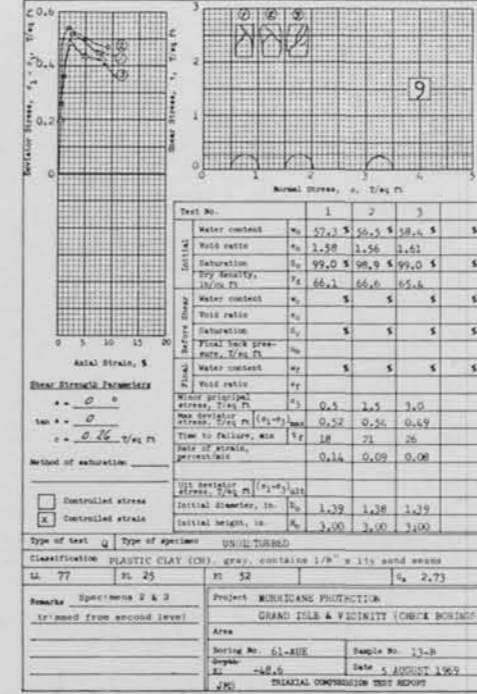 0.6
0.2
0
0 5 10 15 20
Deviator Stress, σ1 - σ3, T/sq ft
Axial Strain, %
3
2
1
0
0 1 2 3 4 5
Shear Stress, τ, T/sq ft
Normal Stress, σ, T/sq ft
9
Shear Strength Parameters
φ = 0 °
tan φ = 0
c = 0.26 T/sq ft
Method of saturation
Controlled stress
X Controlled strain
Test No. 1 2 3
Initial
Water content w0 57.3 % 56.5 % 58.4 % %
Void ratio e0 1.58 1.56 1.61
Saturation S0 99.0 % 98.9 % 99.0 % %
Dry density, lb/cu ft γd 66.1 66.6 65.4
Before Shear
Water content wc % % % %
Void ratio ec
Saturation Sc % % % %
Final back pressure, T/sq ft u0
Final
Water content wf % % % %
Void ratio ef
Minor principal stress, T/sq ft σ3 0.5 1.5 3.0
Max deviator stress, T/sq ft (σ1-σ3)max 0.52 0.54 0.49
Time to failure, min tf 18 21 26
Rate of strain, percent/min 0.14 0.09 0.08
Ult deviator stress, T/sq ft (σ1-σ3)ult
Initial diameter, in. D0 1.39 1.38 1.39
Initial height, in. H0 3.00 3.00 3.00
Type of test Q Type of specimen UNDISTURBED
Classification PLASTIC CLAY (CH), gray, contains 1/8" silty sand seams
LL 77 PL 25 PI 52 Gs 2.73
Remarks Specimens 2 & 3
trimmed from second level
Project HURRICANE PROTECTION
GRAND ISLE & VICINITY (CHECK BORINGS
Area
Boring No. 61-AUE Sample No. 13-B
Depth
El -48.6 Date 5 AUGUST 1969
JMS TRIAXIAL COMPRESSION TEST REPORT